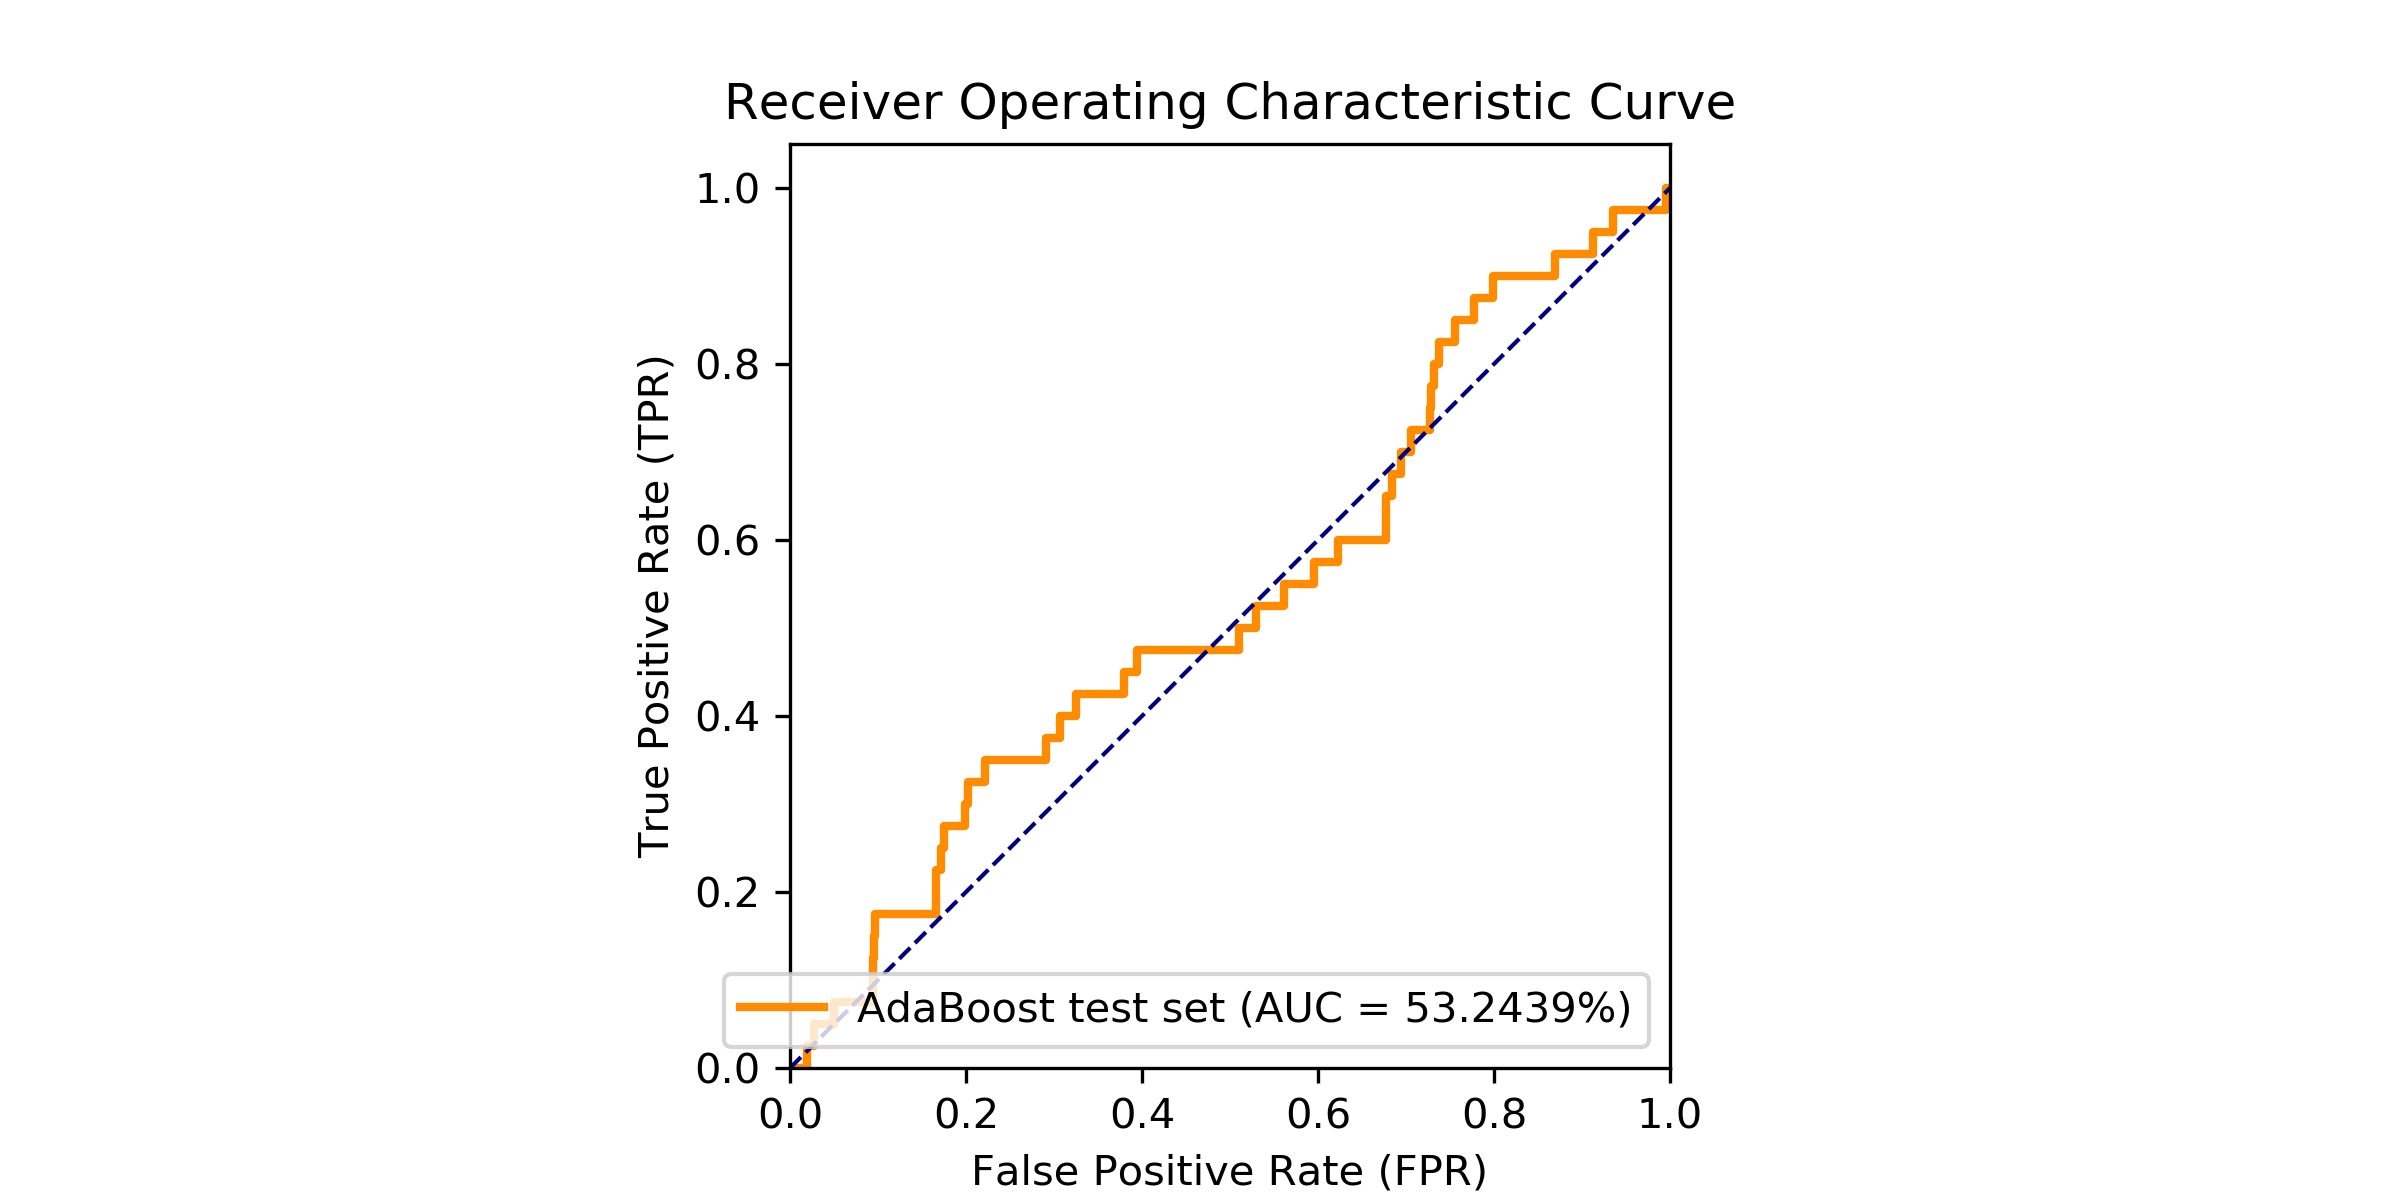 Receiver Operating Characteristic Curve
1.0
0.8
0.6
0.4
0.2
0.0
True Positive Rate (TPR)
AdaBoost test set (AUC = 53.2439%)
0.0 0.2 0.4 0.6 0.8 1.0
False Positive Rate (FPR)